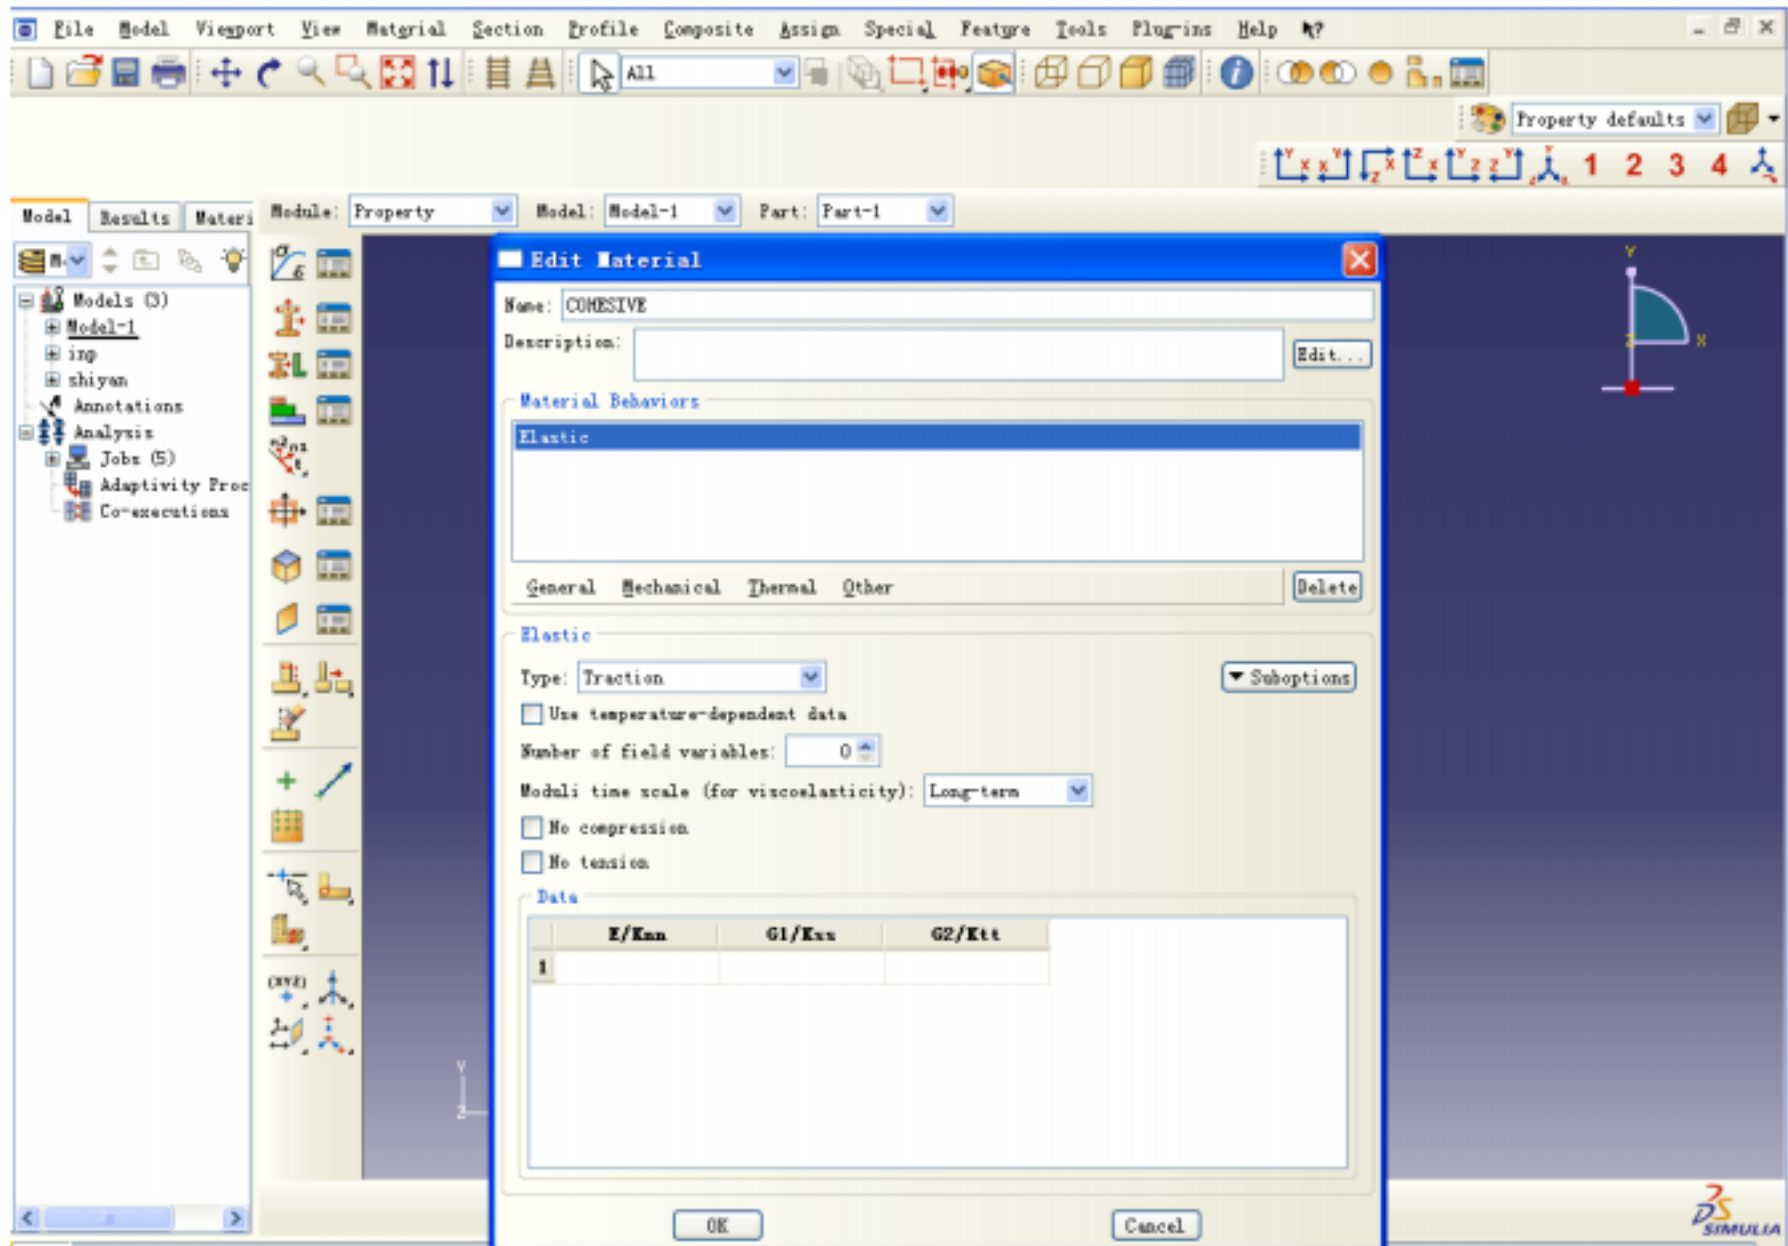 File Model Viewport View Material Section Profile Composite Assign Special Feature Tools Plug-ins Help
All
Property defaults
1 2 3 4
Model Results Materi
Module: Property Model: Model-1 Part: Part-1
Models (3)
Model-1
inp
shiyan
Annotations
Analysis
Jobs (5)
Adaptivity Proc
Co-executions
Edit Material
Name: COHESIVE
Description:
Edit...
Material Behaviors
Elastic
General Mechanical Thermal Other
Delete
Elastic
Type: Traction
Suboptions
Use temperature-dependent data
Number of field variables: 0
Moduli time scale (for viscoelasticity): Long-term
No compression
No tension
Data
E/Knn G1/Kss G2/Ktt
1
OK Cancel
(XYZ)
Y
Z
Y
Z X
SIMULIA